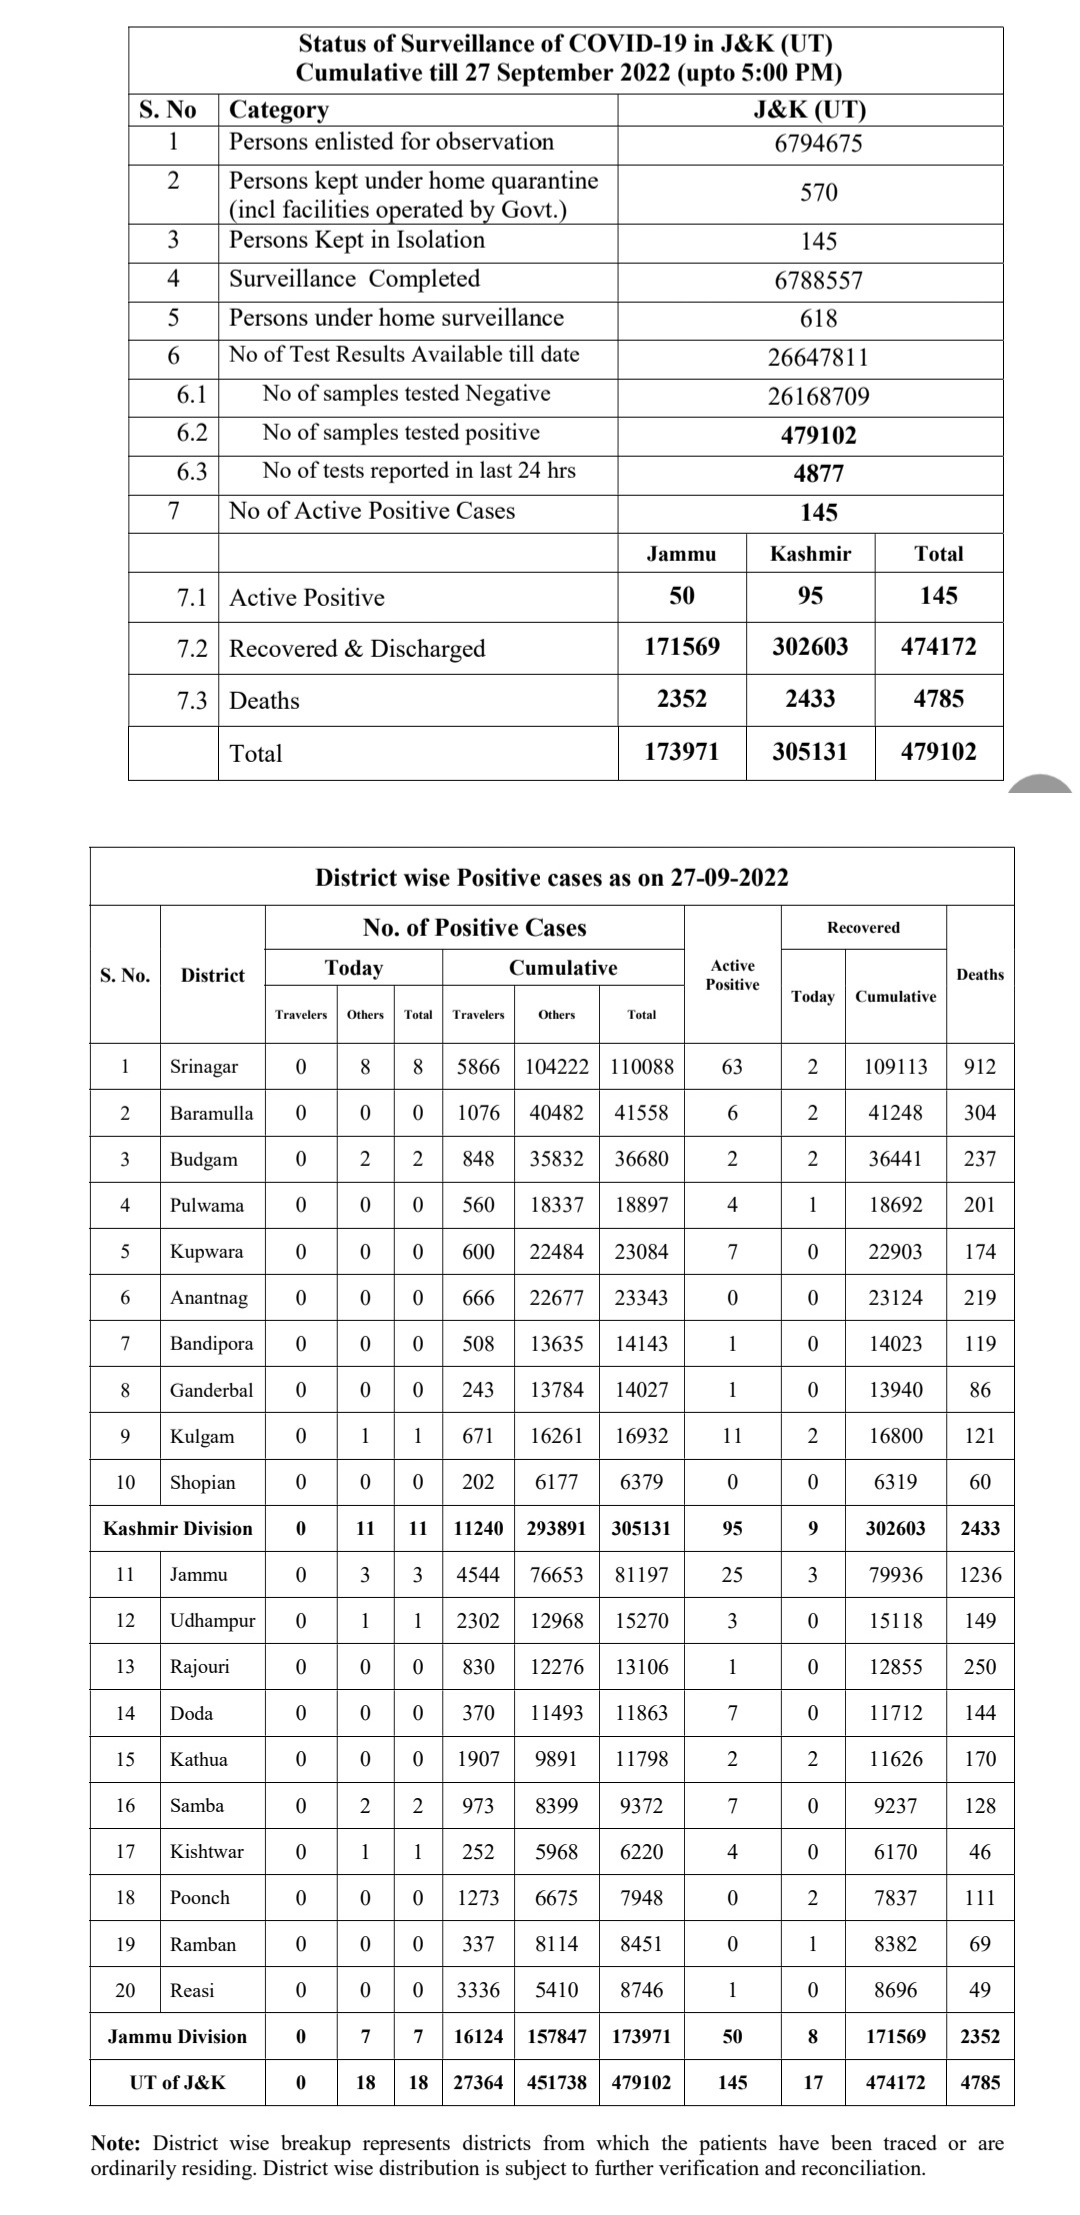 Status of Surveillance of COVID-19 in J&K (UT)
Cumulative till 27 September 2022 (upto 5:00 PM)
S. No Category J&K (UT)
1 Persons enlisted for observation 6794675
2 Persons kept under home quarantine
(incl facilities operated by Govt.) 570
3 Persons Kept in Isolation 145
4 Surveillance Completed 6788557
5 Persons under home surveillance 618
6 No of Test Results Available till date 26647811
6.1 No of samples tested Negative 26168709
6.2 No of samples tested positive 479102
6.3 No of tests reported in last 24 hrs 4877
7 No of Active Positive Cases 145
Jammu Kashmir Total
7.1 Active Positive 50 95 145
7.2 Recovered & Discharged 171569 302603 474172
7.3 Deaths 2352 2433 4785
Total 173971 305131 479102
District wise Positive cases as on 27-09-2022
S. No. District No. of Positive Cases Active Positive Recovered Deaths
Today Cumulative Today Cumulative
Travelers Others Total Travelers Others Total
1 Srinagar 0 8 8 5866 104222 110088 63 2 109113 912
2 Baramulla 0 0 0 1076 40482 41558 6 2 41248 304
3 Budgam 0 2 2 848 35832 36680 2 2 36441 237
4 Pulwama 0 0 0 560 18337 18897 4 1 18692 201
5 Kupwara 0 0 0 600 22484 23084 7 0 22903 174
6 Anantnag 0 0 0 666 22677 23343 0 0 23124 219
7 Bandipora 0 0 0 508 13635 14143 1 0 14023 119
8 Ganderbal 0 0 0 243 13784 14027 1 0 13940 86
9 Kulgam 0 1 1 671 16261 16932 11 2 16800 121
10 Shopian 0 0 0 202 6177 6379 0 0 6319 60
Kashmir Division 0 11 11 11240 293891 305131 95 9 302603 2433
11 Jammu 0 3 3 4544 76653 81197 25 3 79936 1236
12 Udhampur 0 1 1 2302 12968 15270 3 0 15118 149
13 Rajouri 0 0 0 830 12276 13106 1 0 12855 250
14 Doda 0 0 0 370 11493 11863 7 0 11712 144
15 Kathua 0 0 0 1907 9891 11798 2 2 11626 170
16 Samba 0 2 2 973 8399 9372 7 0 9237 128
17 Kishtwar 0 1 1 252 5968 6220 4 0 6170 46
18 Poonch 0 0 0 1273 6675 7948 0 2 7837 111
19 Ramban 0 0 0 337 8114 8451 0 1 8382 69
20 Reasi 0 0 0 3336 5410 8746 1 0 8696 49
Jammu Division 0 7 7 16124 157847 173971 50 8 171569 2352
UT of J&K 0 18 18 27364 451738 479102 145 17 474172 4785
Note: District wise breakup represents districts from which the patients have been traced or are
ordinarily residing. District wise distribution is subject to further verification and reconciliation.